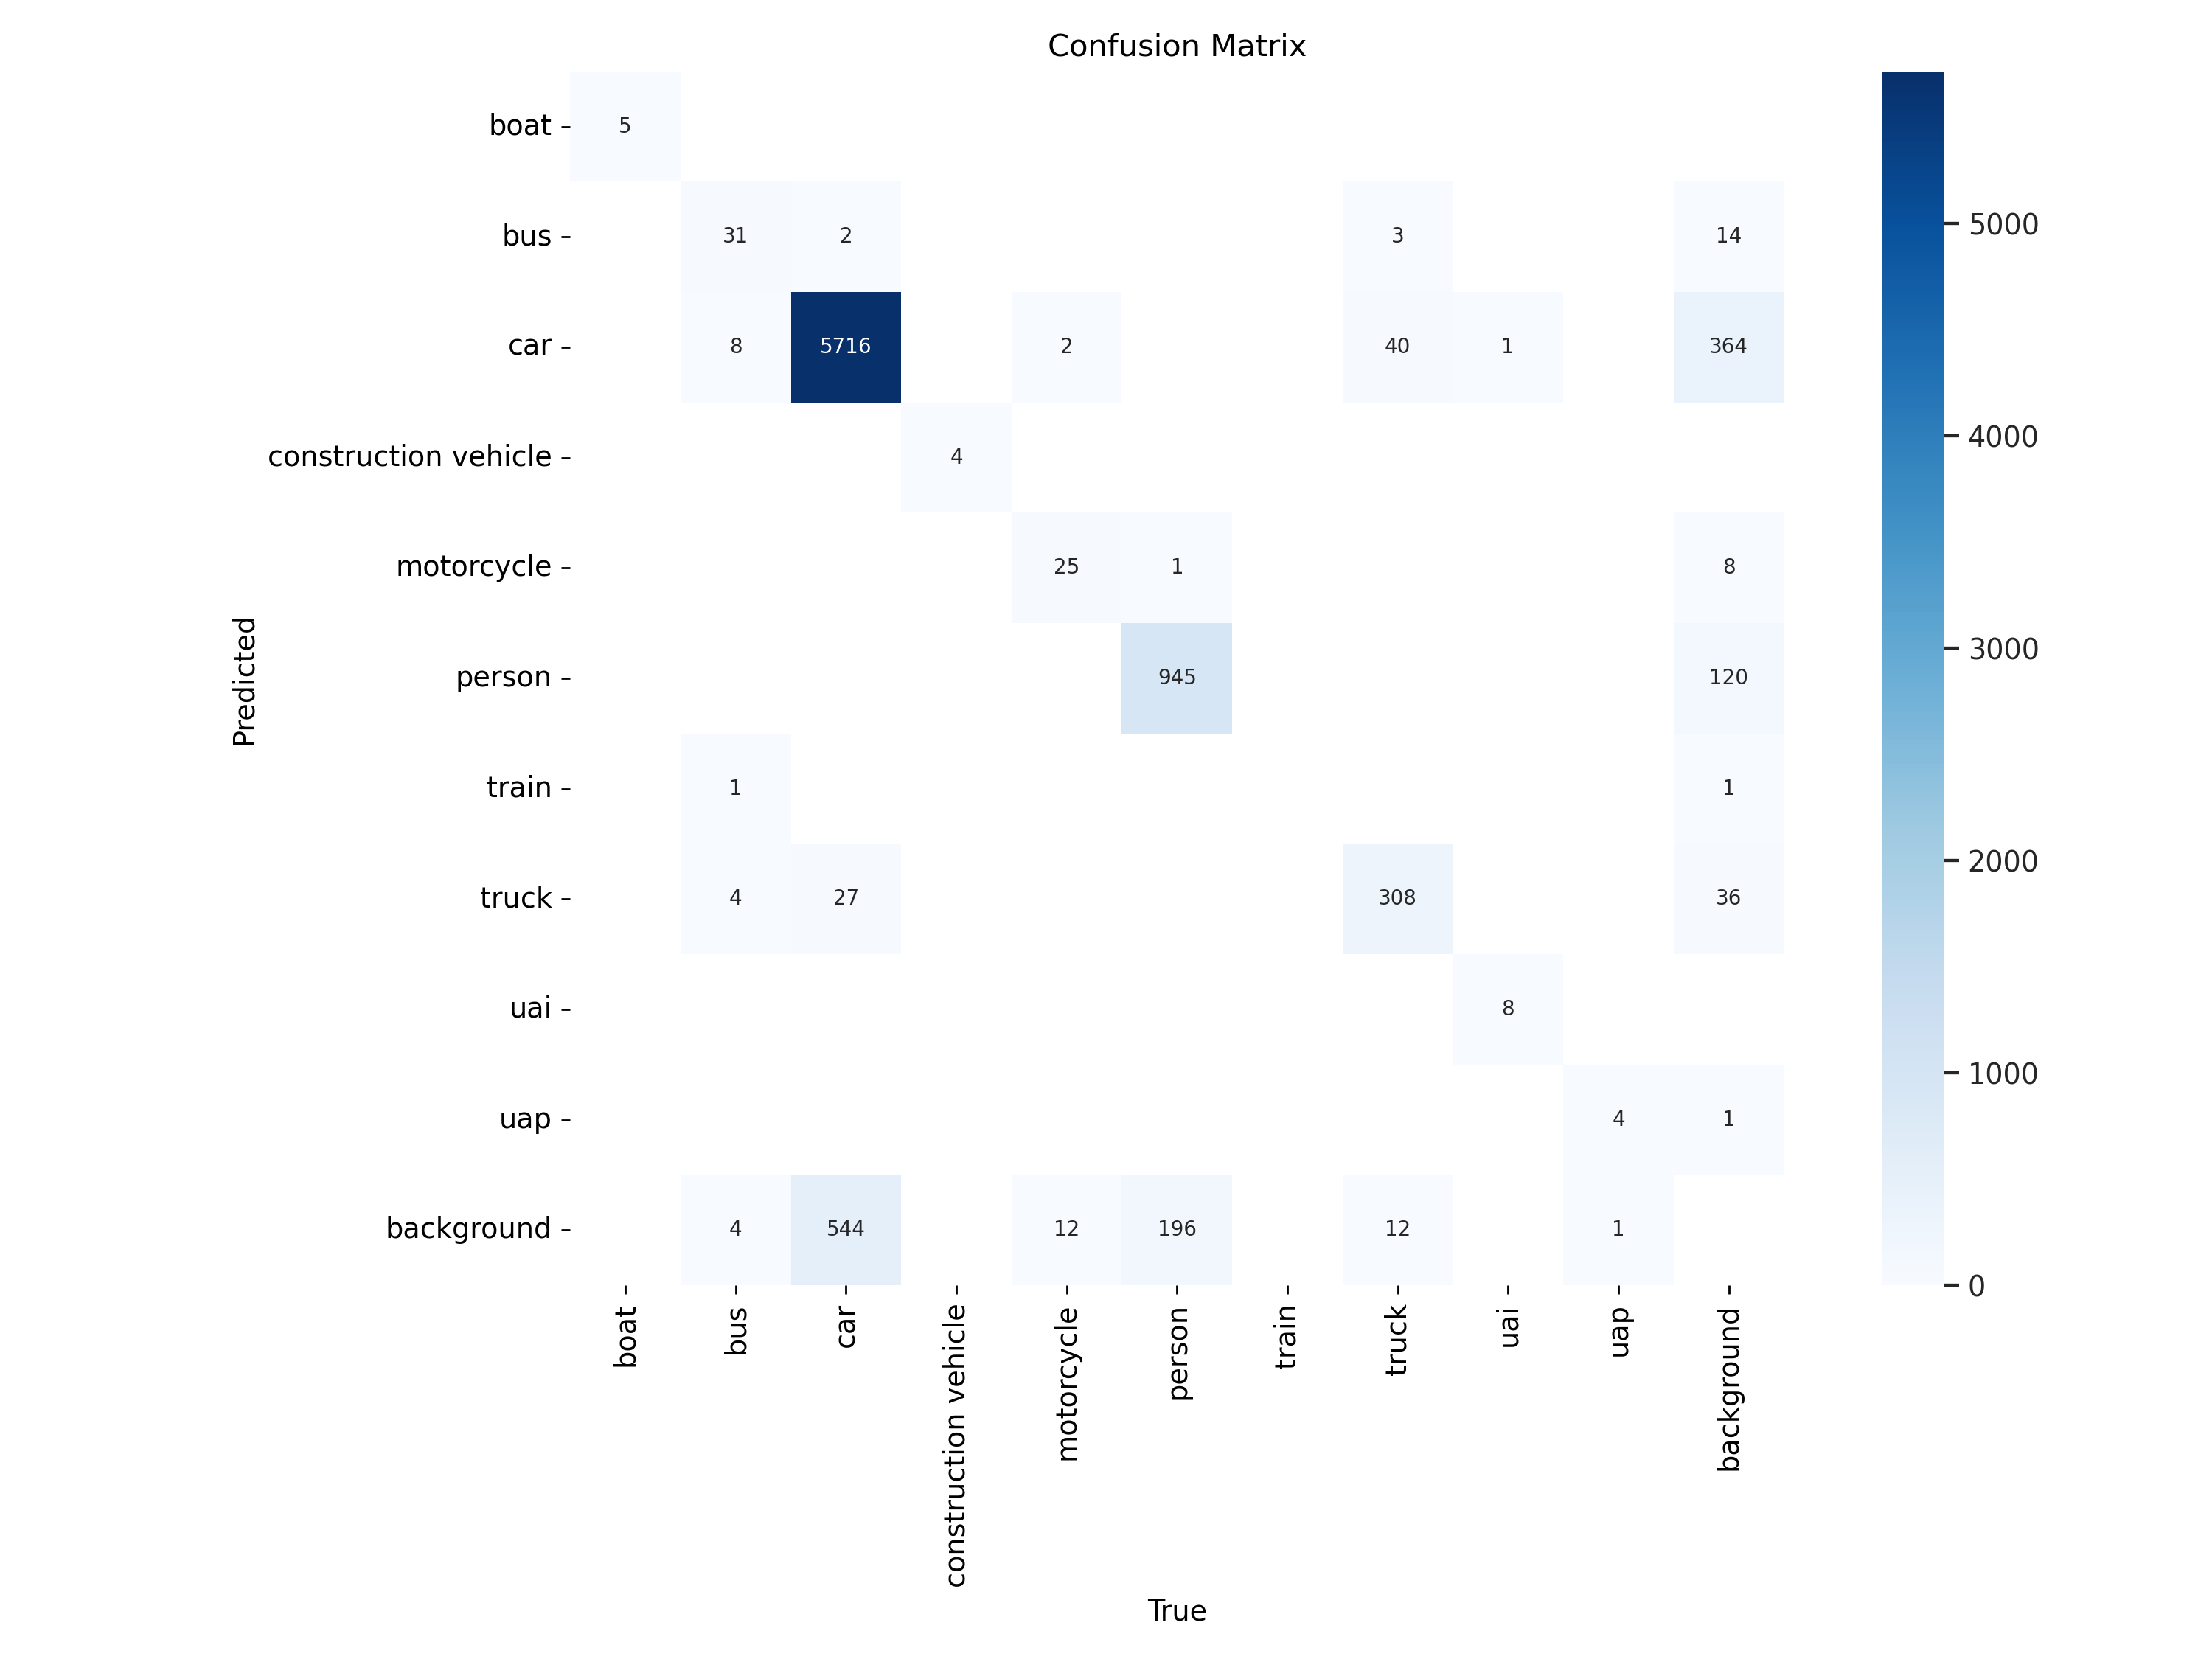 Confusion Matrix
boat 5
bus 31 2 3 14
car 8 5716 2 40 1 364
construction vehicle 4
motorcycle 25 1 8
person 945 120
train 1 1
truck 4 27 308 36
uai 8
uap 4 1
background 4 544 12 196 12 1
Predicted
boat
bus
car
construction vehicle
motorcycle
person
train
truck
uai
uap
background
True
5000
4000
3000
2000
1000
0